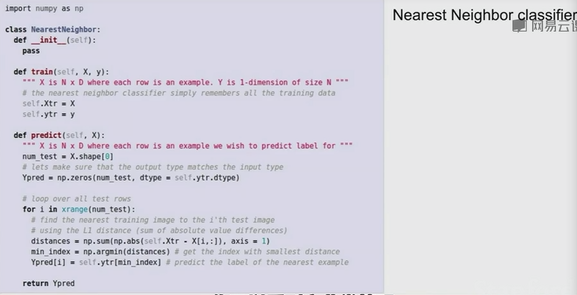 import numpy as np
class NearestNeighbor:
def __init__(self):
pass
def train(self, X, y):
""" X is N x D where each row is an example. Y is 1-dimension of size N """
# the nearest neighbor classifier simply remembers all the training data
self.Xtr = X
self.ytr = y
def predict(self, X):
""" X is N x D where each row is an example we wish to predict label for """
num_test = X.shape[0]
# lets make sure that the output type matches the input type
Ypred = np.zeros(num_test, dtype = self.ytr.dtype)
# loop over all test rows
for i in xrange(num_test):
# find the nearest training image to the i'th test image
# using the L1 distance (sum of absolute value differences)
distances = np.sum(np.abs(self.Xtr - X[i,:]), axis = 1)
min_index = np.argmin(distances) # get the index with smallest distance
Ypred[i] = self.ytr[min_index] # predict the label of the nearest example
return Ypred
Nearest Neighbor classifier
网易云